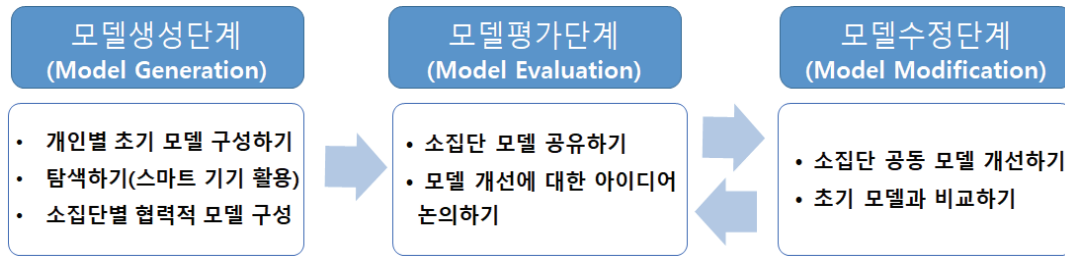 모델생성단계
(Model Generation)
• 개인별 초기 모델 구성하기
• 탐색하기(스마트 기기 활용)
• 소집단별 협력적 모델 구성
모델평가단계
(Model Evaluation)
• 소집단 모델 공유하기
• 모델 개선에 대한 아이디어
논의하기
모델수정단계
(Model Modification)
• 소집단 공동 모델 개선하기
• 초기 모델과 비교하기